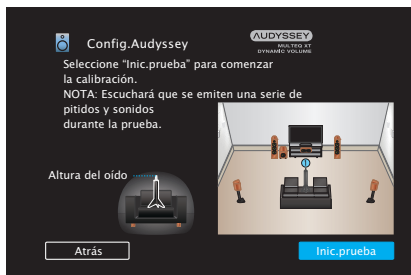 Config.Audyssey
AUDYSSEY
MULTEQ XT
DYNAMIC VOLUME
Seleccione “Inic.prueba” para comenzar
la calibración.
NOTA: Escuchará que se emiten una serie de
pitidos y sonidos
durante la prueba.
Altura del oído
Atrás
Inic.prueba